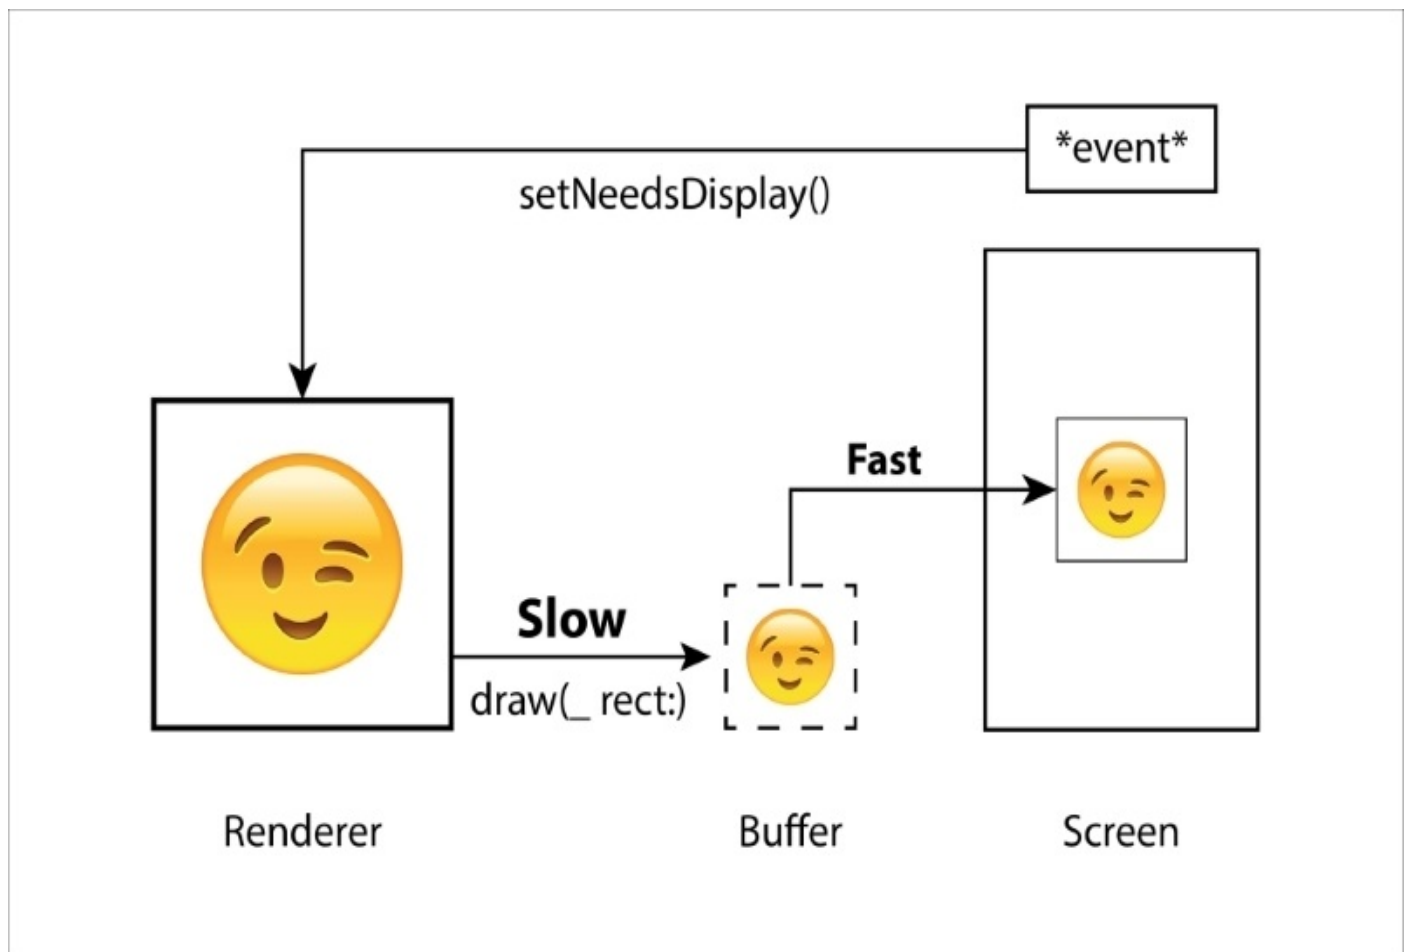 *event*
setNeedsDisplay()
Fast
Slow
draw(_ rect:)
Renderer
Buffer
Screen